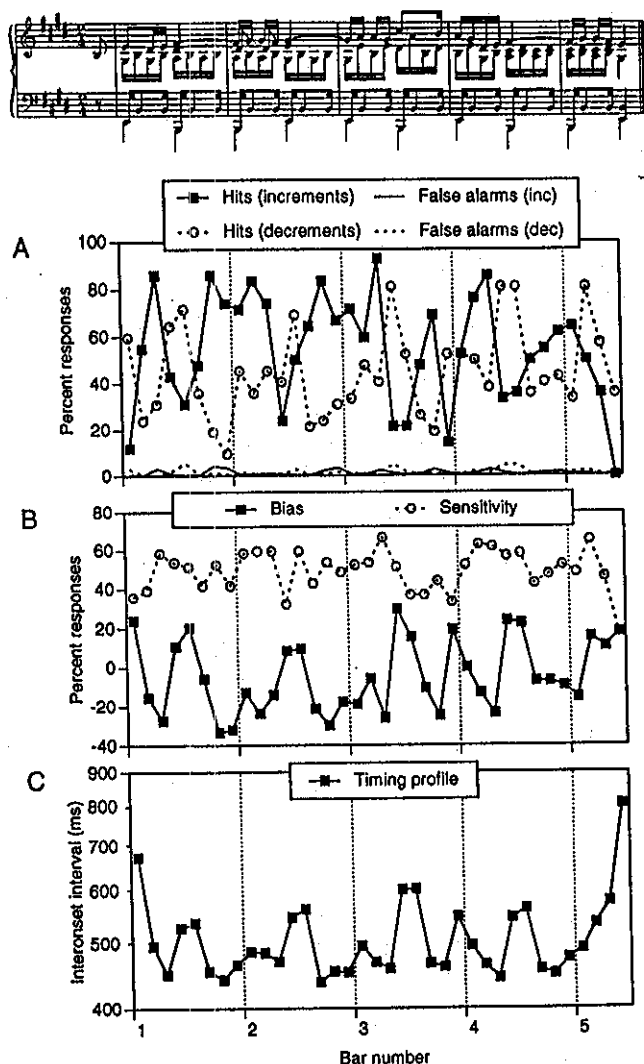 Hits (increments) False alarms (inc)
Hits (decrements) False alarms (dec)
A
100
80
60
40
20
0
Percent responses
B
Bias Sensitivity
80
60
40
20
0
-20
-40
Percent responses
C
Timing profile
900
800
700
600
500
400
Interonset interval (ms)
1 2 3 4 5
Bar number